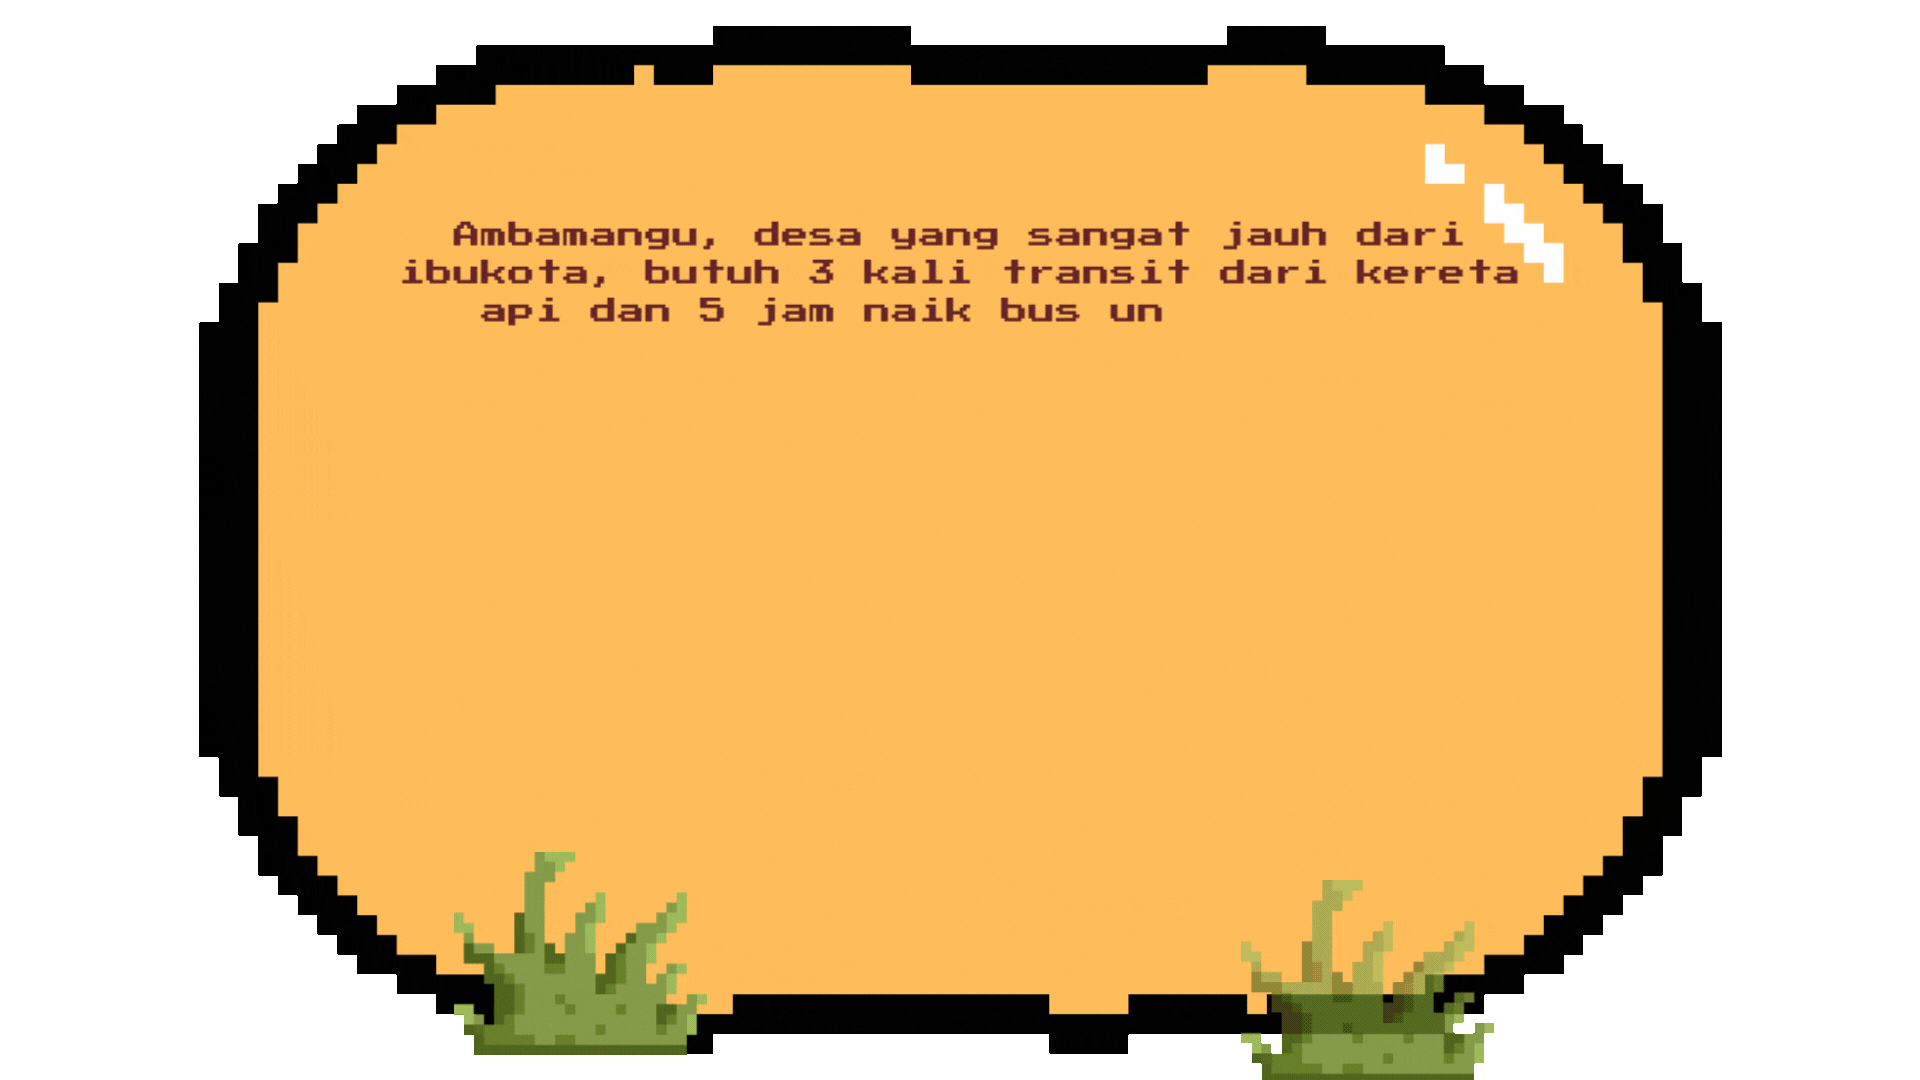 Ambamangu, desa yang sangat jauh dari
ibukota, butuh 3 kali transit dari kereta
api dan 5 jam naik bus un